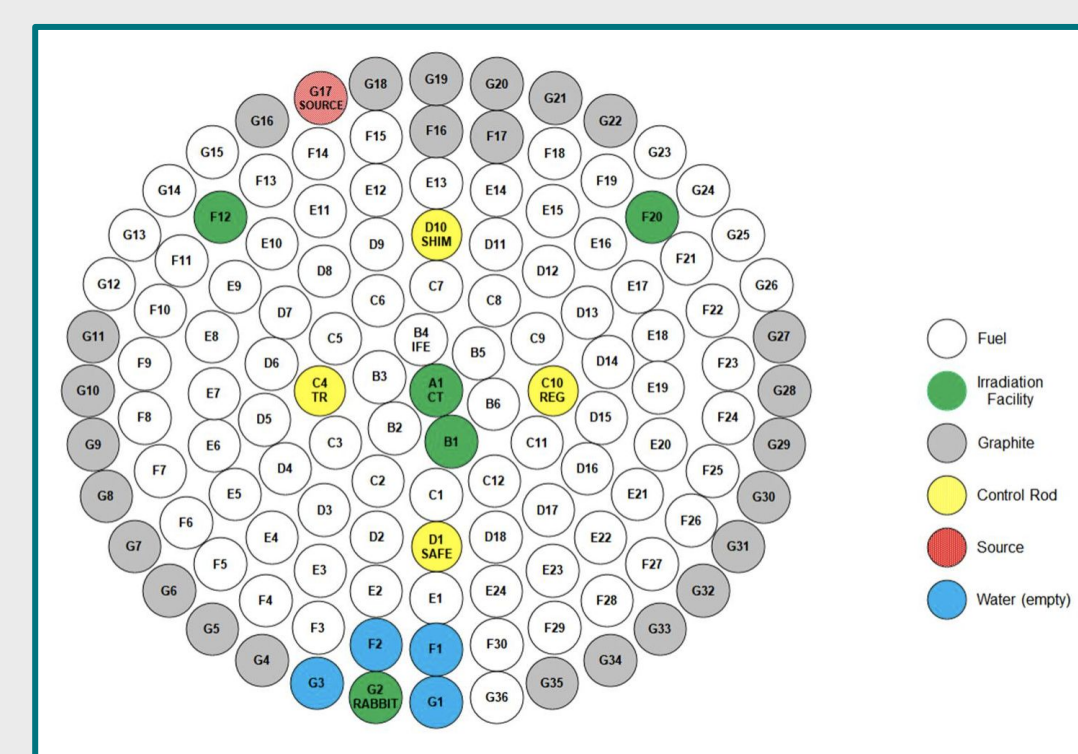 G19
G18
G20
G17
SOURCE
G21
G16
G22
F16
F15
F17
G15
F14
F18
G23
F13
E13
F19
G14
E12
E14
G24
F12
E11
E15
F20
G13
D10
SHIM
G25
E10
D9
D11
E16
F11
F21
D8
D12
G12
E9
C7
E17
G26
C6
C8
F10
D7
D13
F22
G11
E8
C5
B4
IFE
C9
E18
G27
B5
F9
D6
D14
F23
B3
G10
E7
C4
TR
A1
CT
C10
REG
E19
G28
B6
F8
D5
D15
F24
B2
G9
E6
C3
B1
C11
E20
G29
F7
D4
D16
F25
C2
C12
G8
E5
C1
E21
G30
D3
D17
F6
F26
E4
D2
D18
E22
G7
D1
SAFE
G31
F5
E3
E23
F27
G6
E2
E24
G32
F4
E1
F28
G5
F3
F29
G33
F2
F1
F30
G4
G34
G3
G35
G2
RABBIT
G1
G36
Fuel
Irradiation
Facility
Graphite
Control Rod
Source
Water (empty)